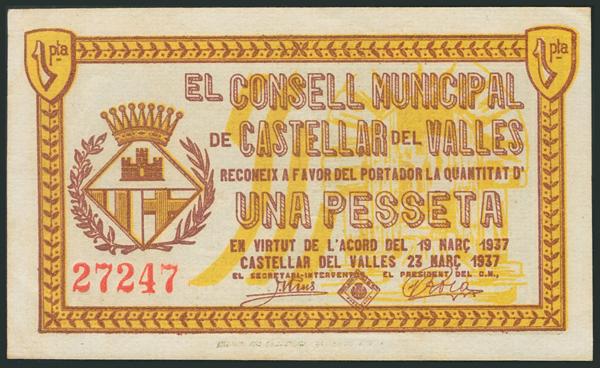 1 pta
1 pta
EL CONSELL MUNICIPAL
DE CASTELLAR DEL VALLES
RECONEIX A FAVOR DEL PORTADOR LA QUANTITAT D'
UNA PESSETA
EN VIRTUT DE L'ACORD DEL 19 MARÇ 1937
CASTELLAR DEL VALLES 23 MARÇ 1937
EL SECRETARI-INTERVENTOR, EL PRESIDENT DEL C.M.,
27247